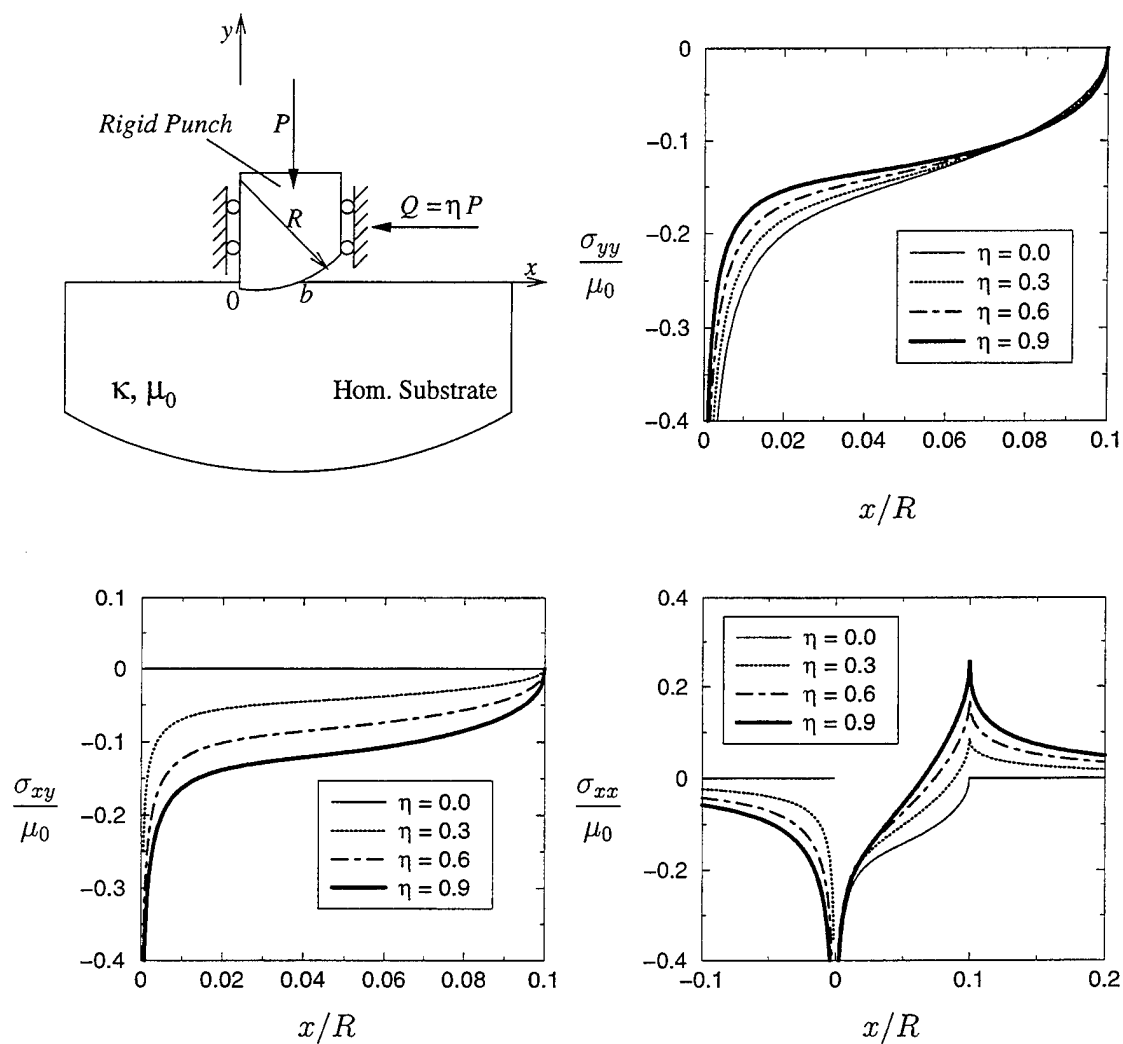 y
Rigid Punch
P
R
Q = η P
x
0
b
κ, μ₀
Hom. Substrate
0
−0.1
−0.2
−0.3
−0.4
σyy
μ₀
η = 0.0
η = 0.3
η = 0.6
η = 0.9
0
0.02
0.04
0.06
0.08
0.1
x/R
0.1
0
−0.1
−0.2
−0.3
−0.4
σxy
μ₀
η = 0.0
η = 0.3
η = 0.6
η = 0.9
0
0.02
0.04
0.06
0.08
0.1
x/R
0.4
0.2
0
−0.2
−0.4
σxx
μ₀
η = 0.0
η = 0.3
η = 0.6
η = 0.9
−0.1
0
0.1
0.2
x/R